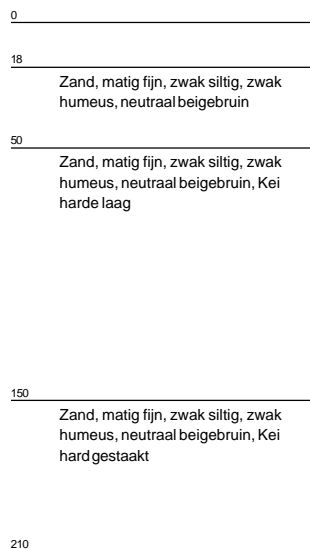 0
18
Zand, matig fijn, zwak siltig, zwak
humeus, neutraal beigebruin
50
Zand, matig fijn, zwak siltig, zwak
humeus, neutraal beigebruin, Kei
harde laag
150
Zand, matig fijn, zwak siltig, zwak
humeus, neutraal beigebruin, Kei
hard gestaakt
210